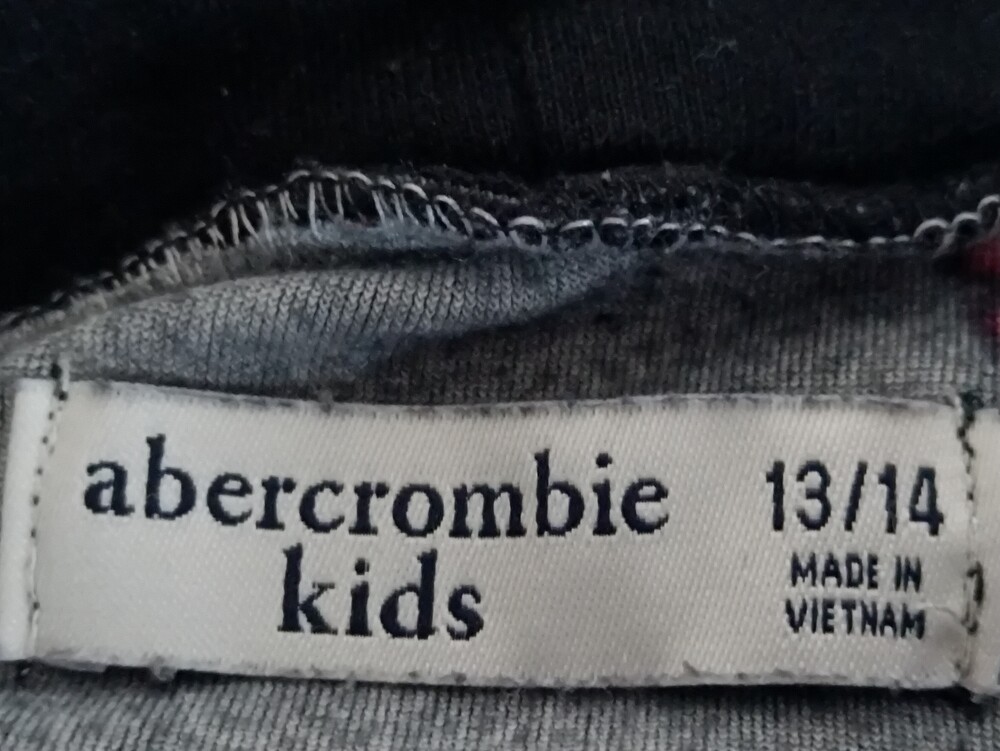 abercrombie
kids
13/14
MADE IN
VIETNAM